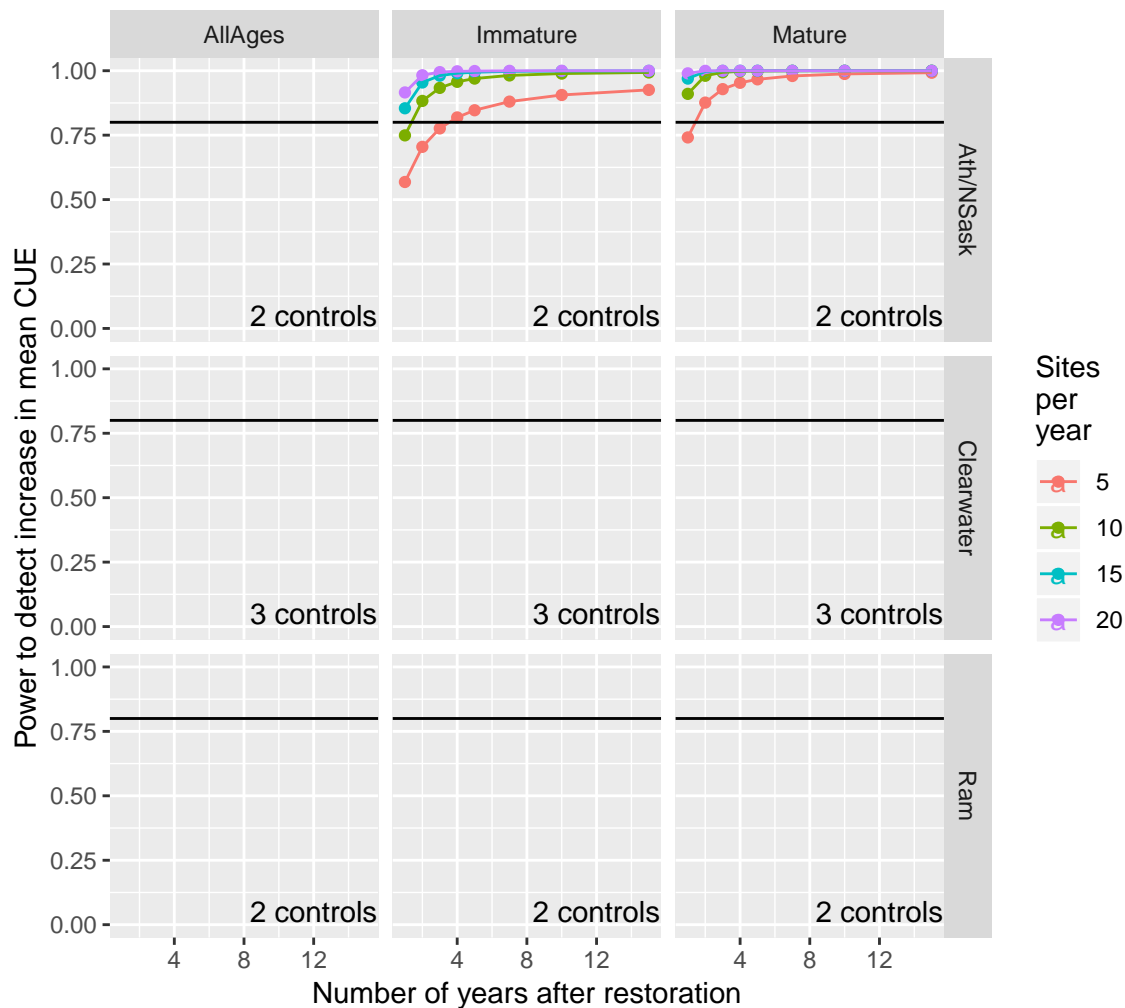 AllAges Immature Mature
1.00
0.75
0.50
0.25
0.00
2 controls 2 controls 2 controls
Ath/NSask
1.00
0.75
0.50
0.25
0.00
3 controls 3 controls 3 controls
Clearwater
1.00
0.75
0.50
0.25
0.00
2 controls 2 controls 2 controls
Ram
4 8 12 4 8 12 4 8 12
Number of years after restoration
Power to detect increase in mean CUE
Sites
per
year
a 5
a 10
a 15
a 20